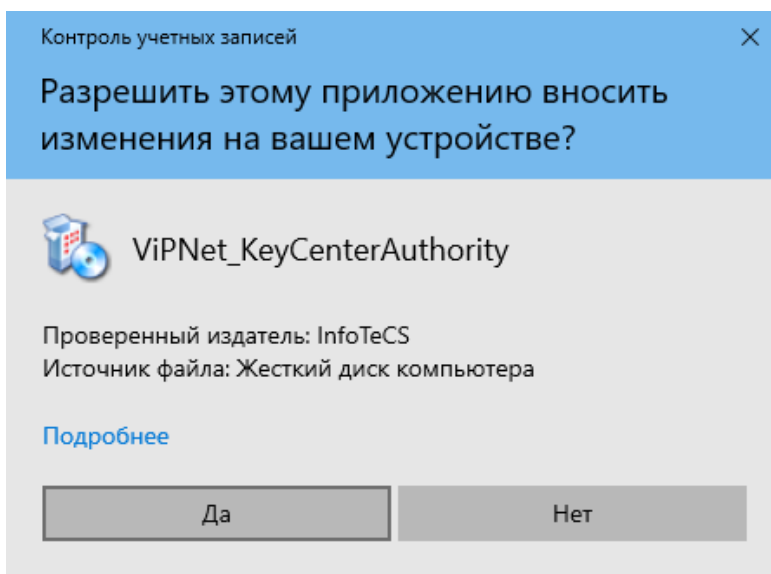 Контроль учетных записей
Разрешить этому приложению вносить
изменения на вашем устройстве?
ViPNet_KeyCenterAuthority
Проверенный издатель: InfoTeCS
Источник файла: Жесткий диск компьютера
Подробнее
Да
Нет